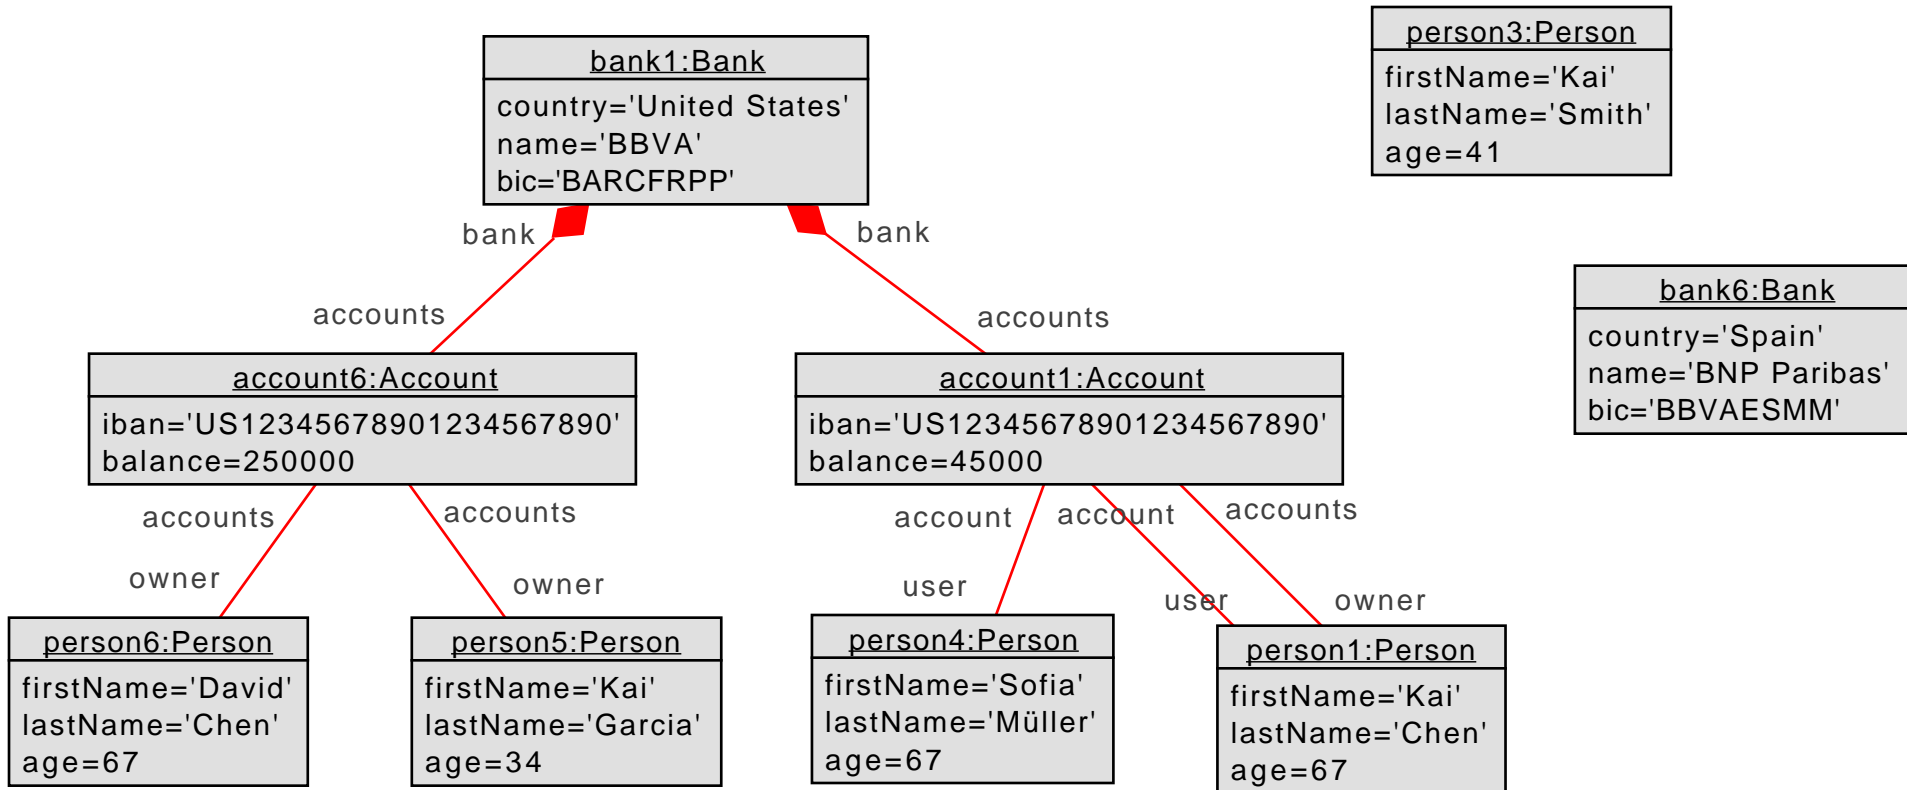 bank1:Bank
country='United States'
name='BBVA'
bic='BARCFRPP'
person3:Person
firstName='Kai'
lastName='Smith'
age=41
bank
bank
accounts
accounts
bank6:Bank
country='Spain'
name='BNP Paribas'
bic='BBVAESMM'
account6:Account
iban='US12345678901234567890'
balance=250000
account1:Account
iban='US12345678901234567890'
balance=45000
accounts
accounts
account
account
accounts
owner
owner
user
user
owner
person6:Person
firstName='David'
lastName='Chen'
age=67
person5:Person
firstName='Kai'
lastName='Garcia'
age=34
person4:Person
firstName='Sofia'
lastName='Müller'
age=67
person1:Person
firstName='Kai'
lastName='Chen'
age=67